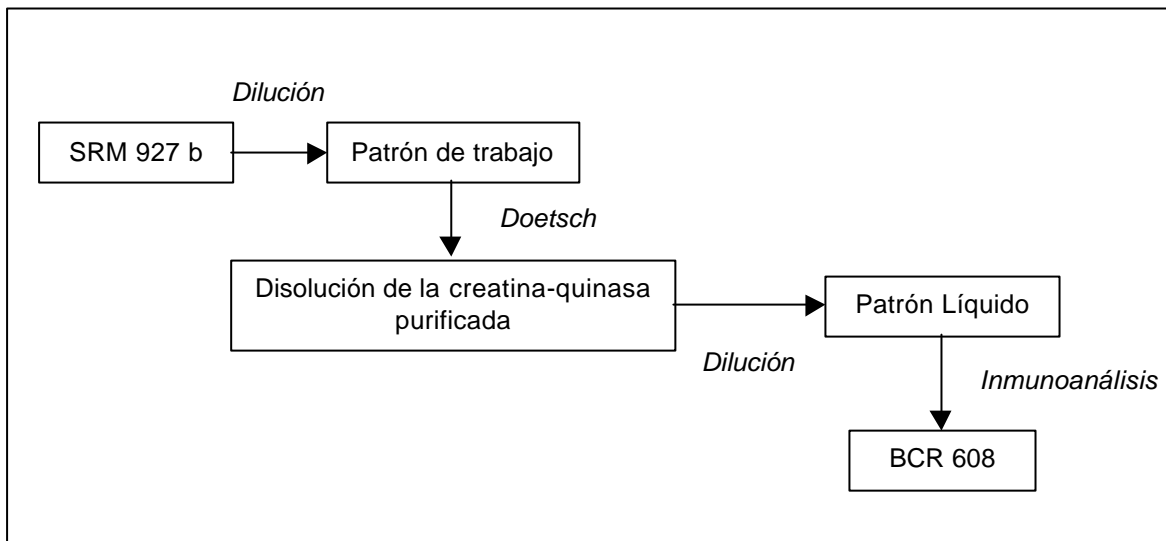 Dilución
SRM 927 b
Patrón de trabajo
Doetsch
Disolución de la creatina-quinasa
purificada
Patrón Líquido
Dilución
Inmunoanálisis
BCR 608